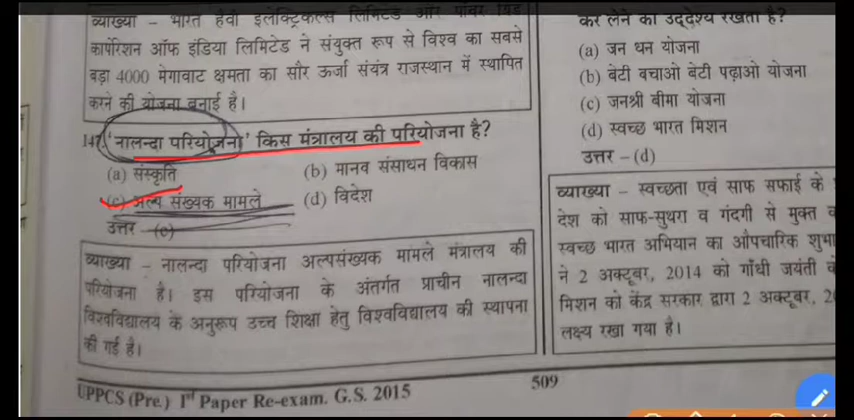 व्याख्या – भारत हैवी इलेक्ट्रिकल्स लिमिटेड और पॉवर ग्रिड
कार्पोरेशन ऑफ इंडिया लिमिटेड ने संयुक्त रूप से विश्व का सबसे
बड़ा 4000 मेगावाट क्षमता का सौर ऊर्जा संयंत्र राजस्थान में स्थापित
करने की योजना बनाई है।
147. 'नालन्दा परियोजना' किस मंत्रालय की परियोजना है?
(a) संस्कृति (b) मानव संसाधन विकास
(c) अल्प संख्यक मामले (d) विदेश
उत्तर –(c)
व्याख्या – नालन्दा परियोजना अल्पसंख्यक मामले मंत्रालय की
परियोजना है। इस परियोजना के अंतर्गत प्राचीन नालन्दा
विश्वविद्यालय के अनुरूप उच्च शिक्षा हेतु विश्वविद्यालय की स्थापना
की गई है।
UPPCS (Pre.) Ist Paper Re-exam. G.S. 2015
509
कर लेने का उद्देश्य रखता है?
(a) जन धन योजना
(b) बेटी बचाओ बेटी पढ़ाओ योजना
(c) जनश्री बीमा योजना
(d) स्वच्छ भारत मिशन
उत्तर –(d)
व्याख्या – स्वच्छता एवं साफ सफाई के
देश को साफ-सुथरा व गंदगी से मुक्त
स्वच्छ भारत अभियान का औपचारिक
ने 2 अक्टूबर, 2014 को गाँधी जयंती
मिशन को केंद्र सरकार द्वारा 2 अक्टूबर,
लक्ष्य रखा गया है।